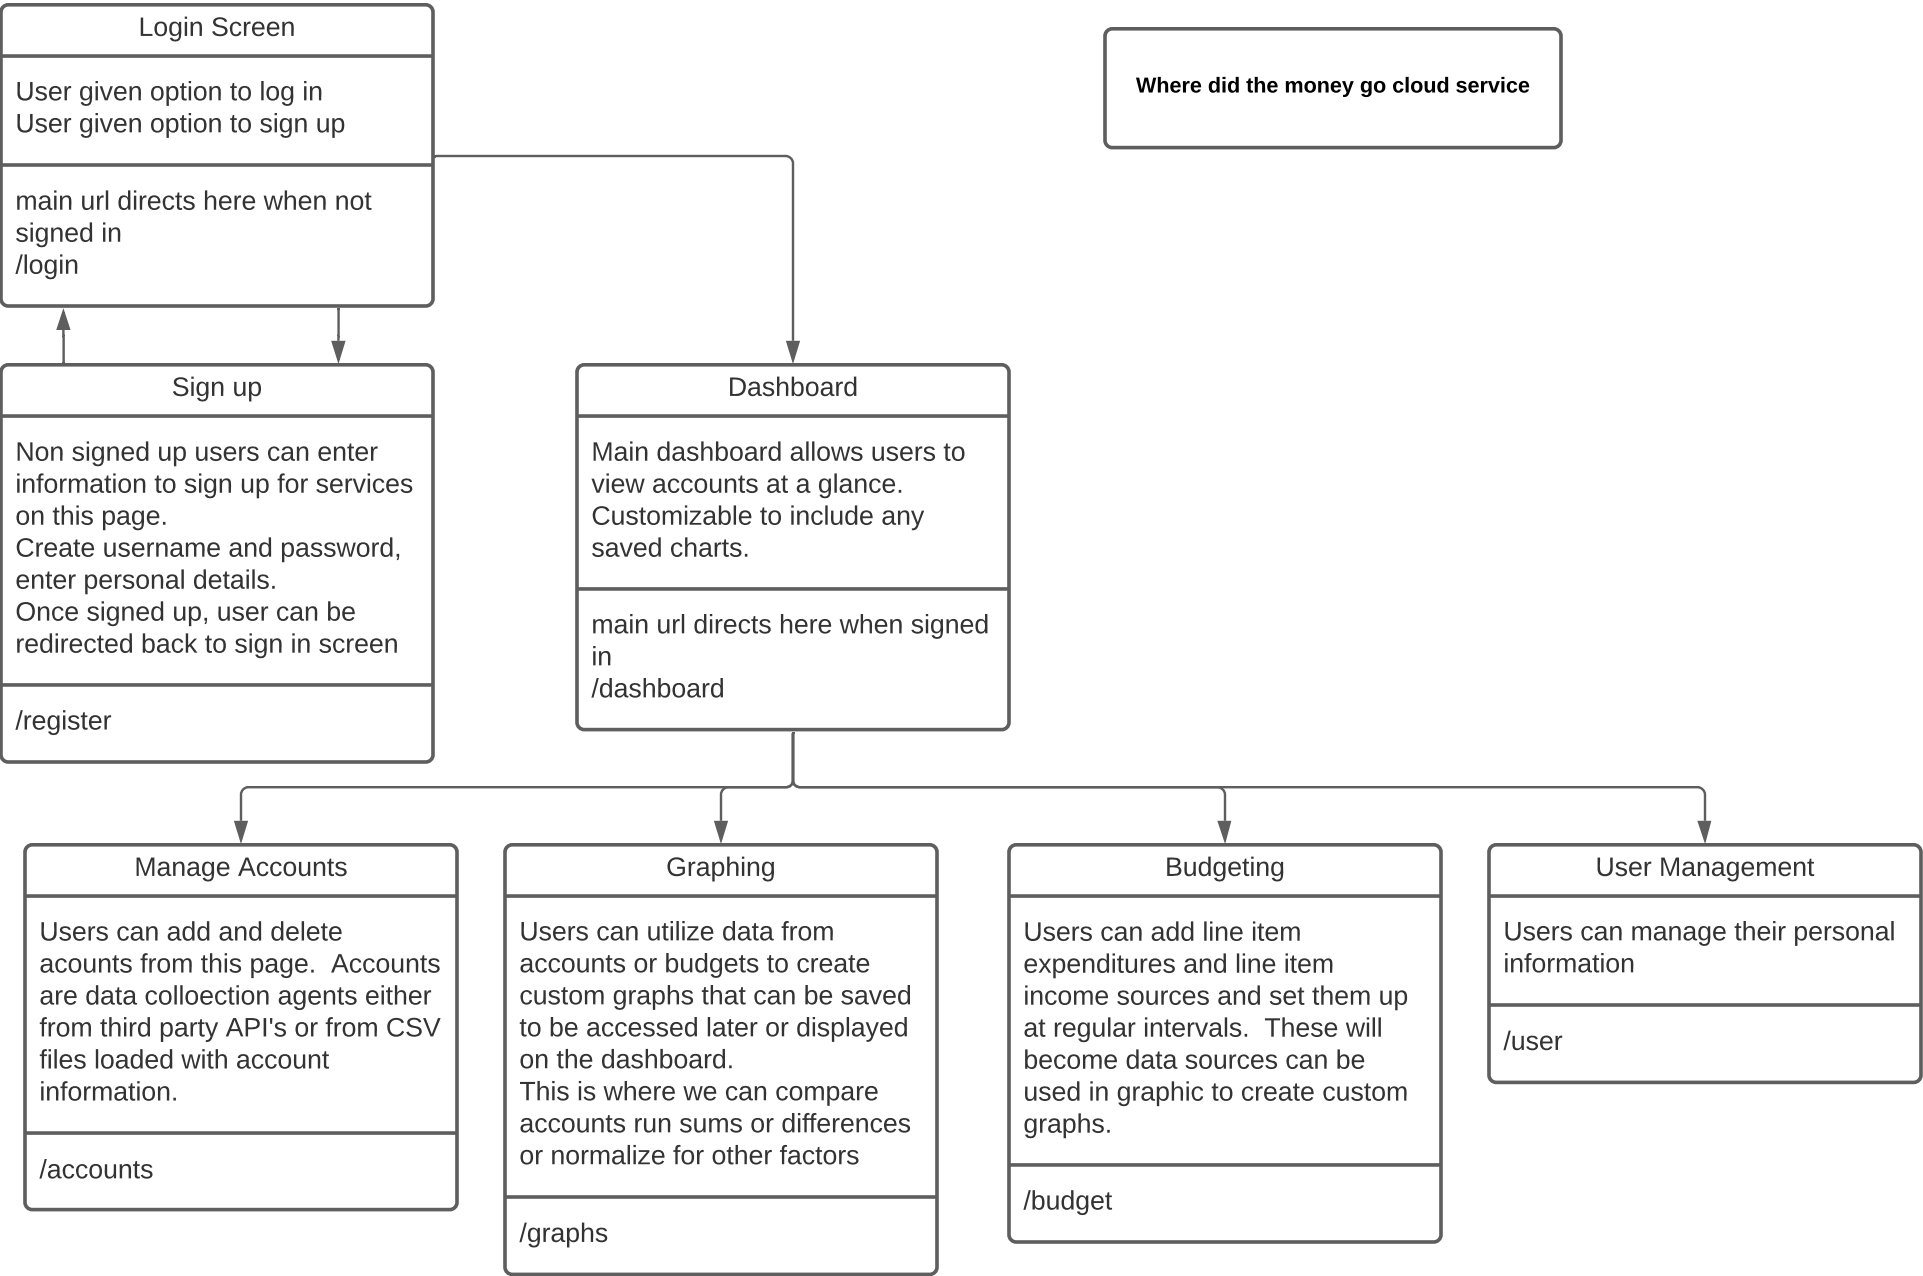 Login Screen
User given option to log in
User given option to sign up
main url directs here when not
signed in
/login
Where did the money go cloud service
Sign up
Non signed up users can enter
information to sign up for services
on this page.
Create username and password,
enter personal details.
Once signed up, user can be
redirected back to sign in screen
/register
Dashboard
Main dashboard allows users to
view accounts at a glance.
Customizable to include any
saved charts.
main url directs here when signed
in
/dashboard
Manage Accounts
Users can add and delete
acounts from this page.  Accounts
are data colloection agents either
from third party API's or from CSV
files loaded with account
information.
/accounts
Graphing
Users can utilize data from
accounts or budgets to create
custom graphs that can be saved
to be accessed later or displayed
on the dashboard.
This is where we can compare
accounts run sums or differences
or normalize for other factors
/graphs
Budgeting
Users can add line item
expenditures and line item
income sources and set them up
at regular intervals.  These will
become data sources can be
used in graphic to create custom
graphs.
/budget
User Management
Users can manage their personal
information
/user